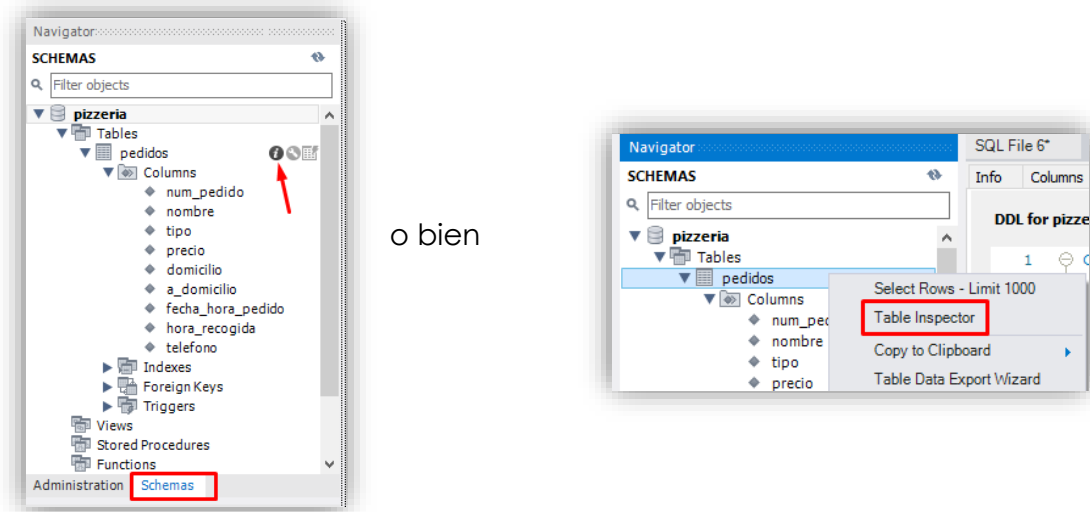 Navigator
SCHEMAS
Filter objects
pizzeria
Tables
pedidos
Columns
num_pedido
nombre
tipo
precio
domicilio
a_domicilio
fecha_hora_pedido
hora_recogida
telefono
Indexes
Foreign Keys
Triggers
Views
Stored Procedures
Functions
Administration Schemas
o bien
Navigator
SCHEMAS
Filter objects
pizzeria
Tables
pedidos
Columns
num_ped
nombre
tipo
precio
SQL File 6*
Info Columns
DDL for pizze
1 C
Select Rows - Limit 1000
Table Inspector
Copy to Clipboard
Table Data Export Wizard